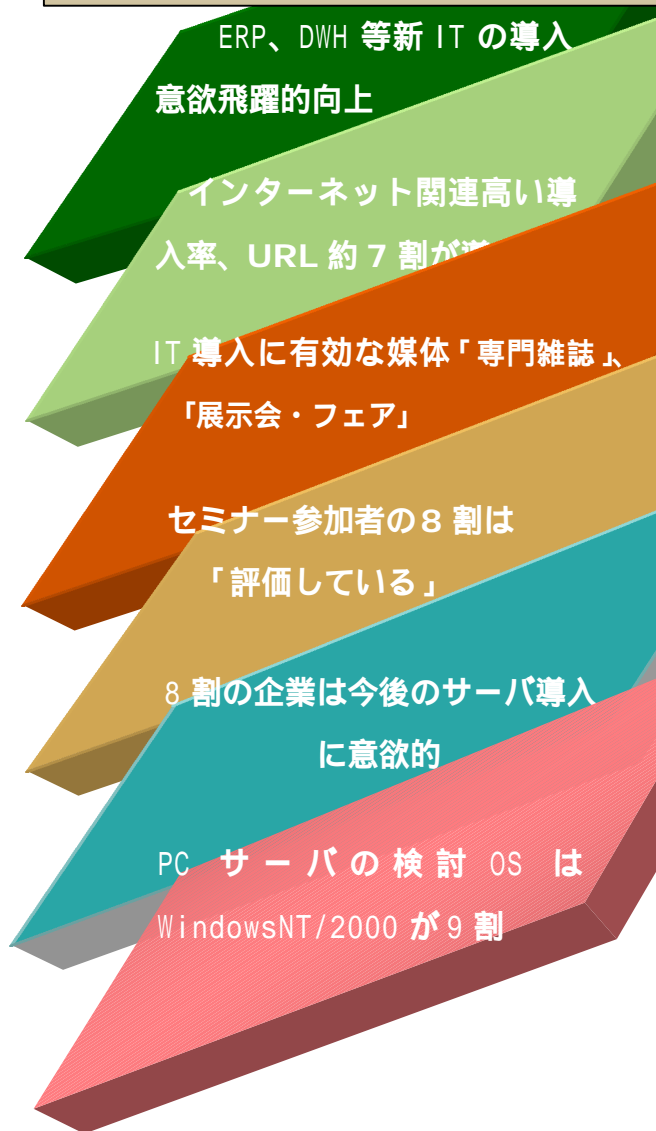 ERP、DWH 等新 IT の導入
意欲飛躍的向上
インターネット関連高い導
入率、URL 約 7 割が導
IT 導入に有効な媒体「専門雑誌」、
「展示会・フェア」
セミナー参加者の 8 割は
「評価している」
8 割の企業は今後のサーバ導入
に意欲的
PC サーバの検討 OS は
WindowsNT/2000 が 9 割